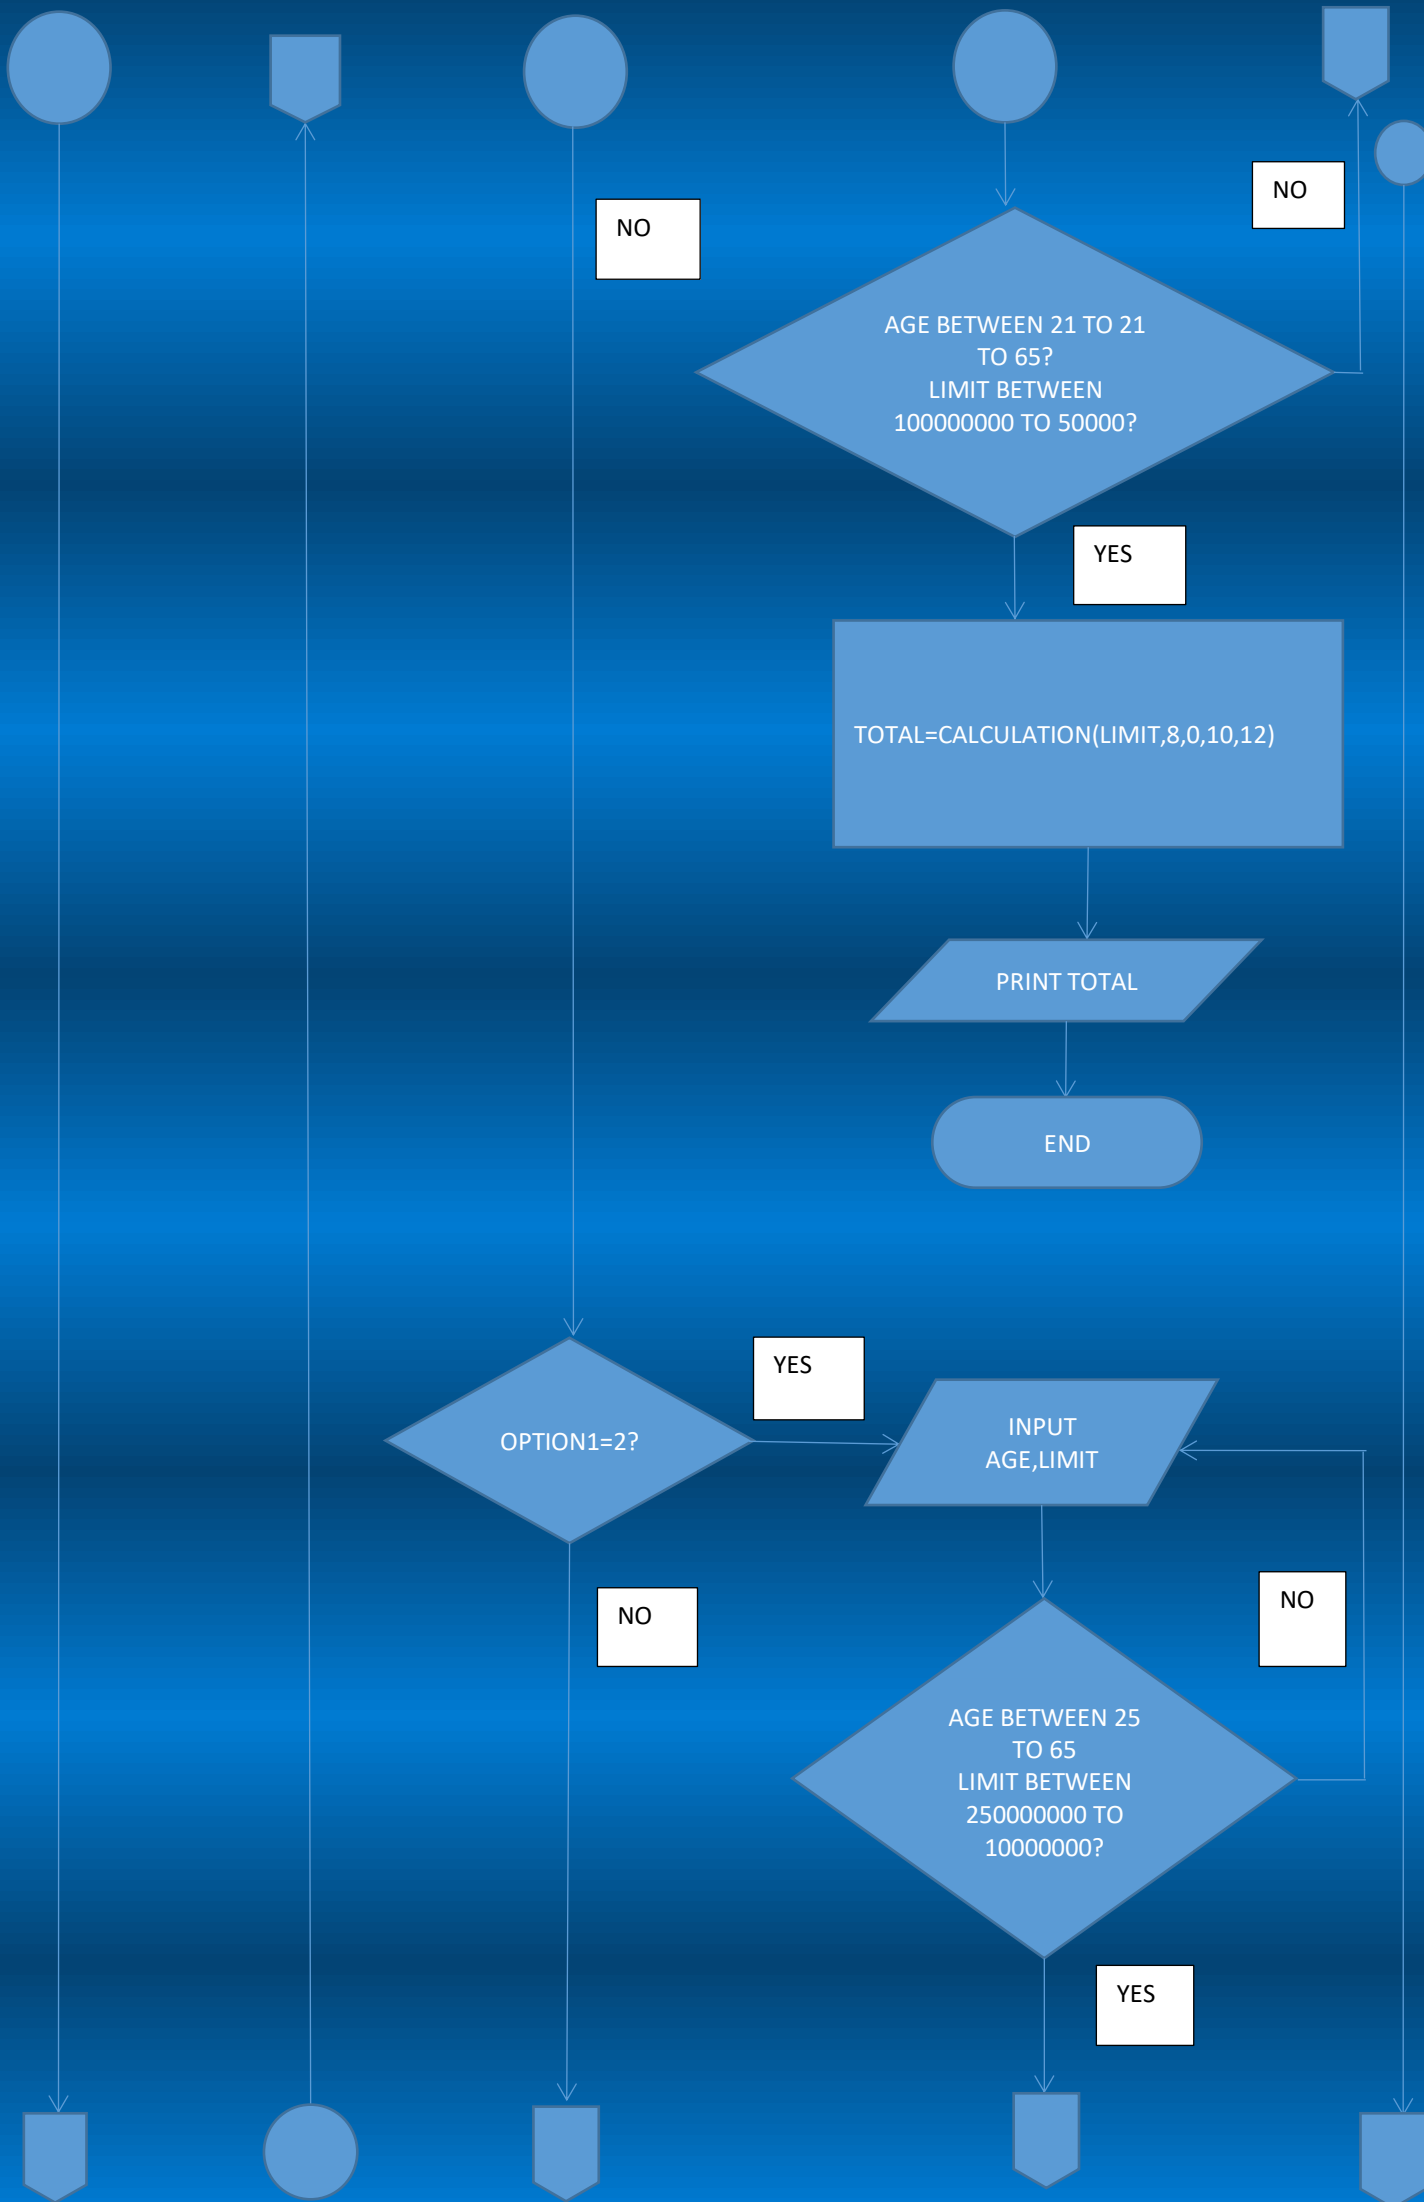 NO
NO
AGE BETWEEN 21 TO 21
TO 65?
LIMIT BETWEEN
100000000 TO 50000?
YES
TOTAL=CALCULATION(LIMIT,8,0,10,12)
PRINT TOTAL
END
YES
OPTION1=2?
INPUT
AGE,LIMIT
NO
NO
AGE BETWEEN 25
TO 65
LIMIT BETWEEN
250000000 TO
10000000?
YES